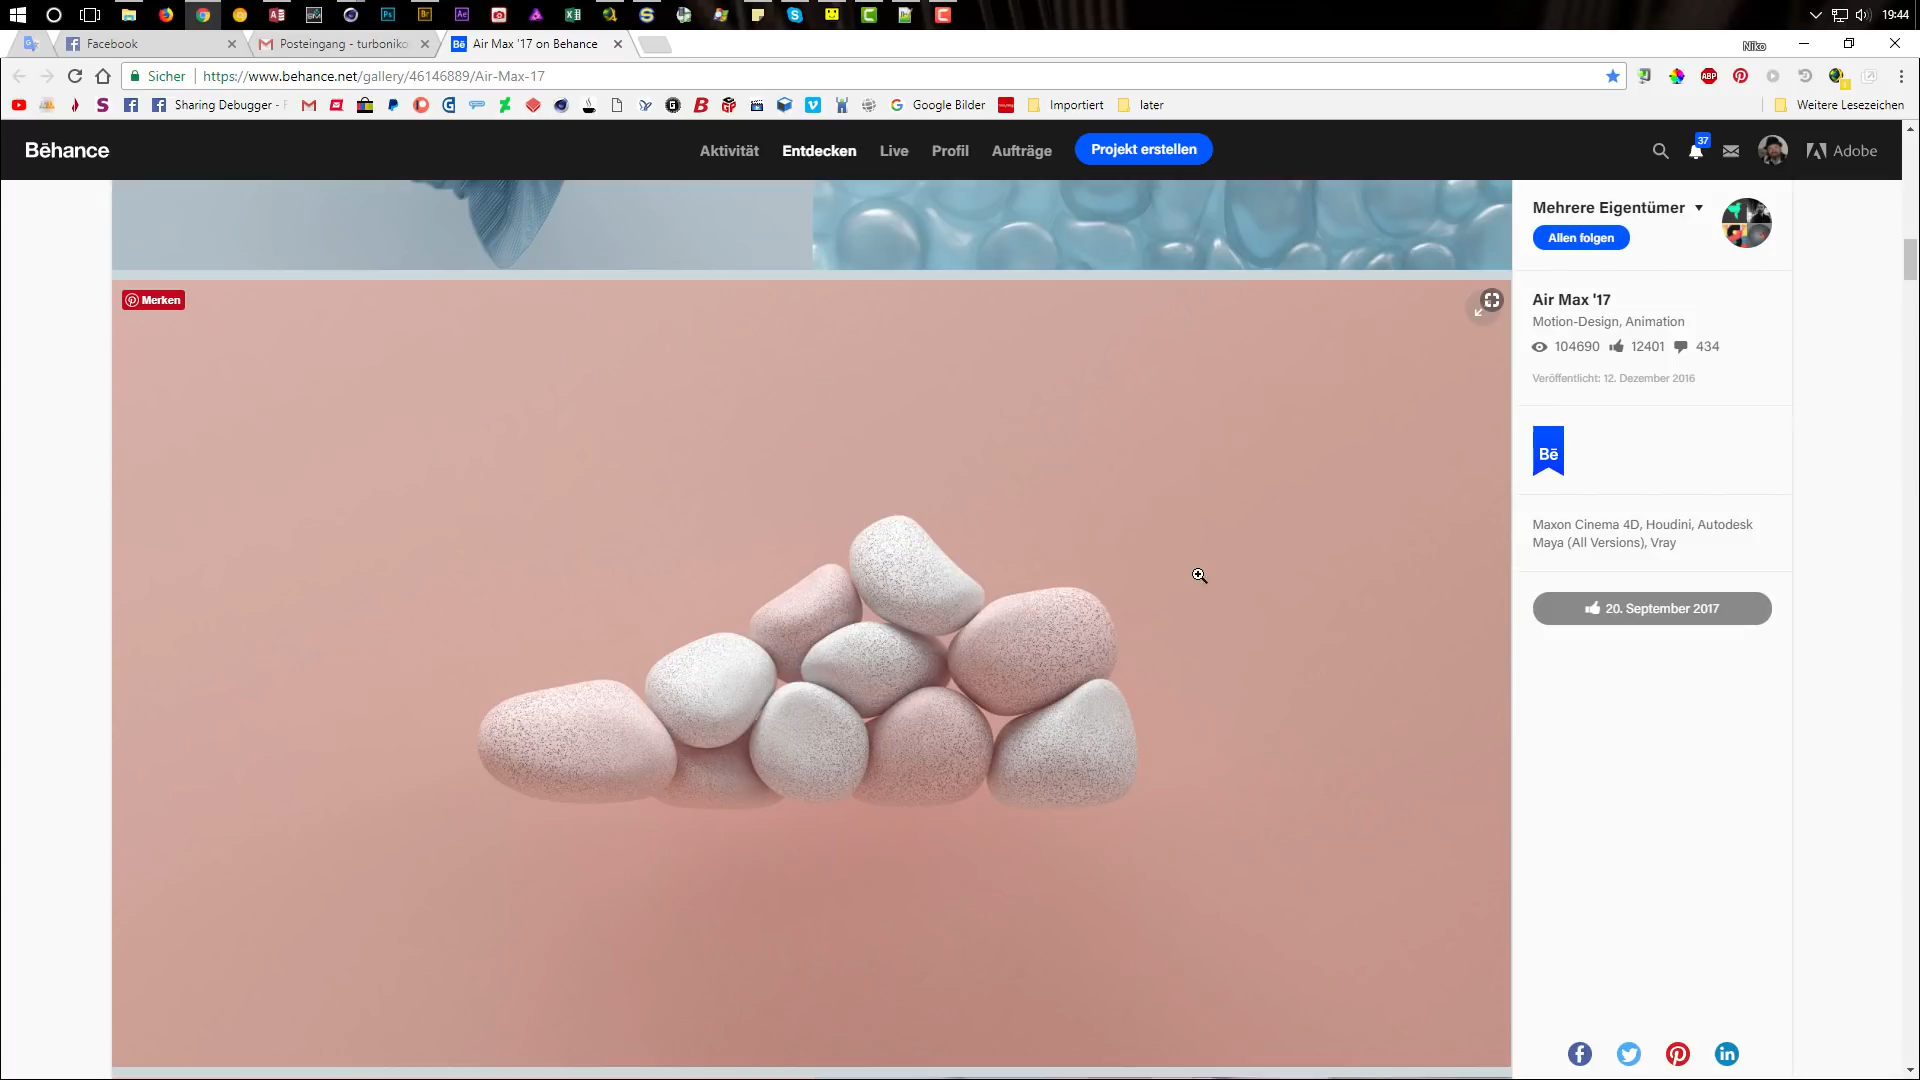 19:44
Facebook
Posteingang - turboniko
Air Max '17 on Behance
Niko
Sicher
https://www.behance.net/gallery/46146889/Air-Max-17
ABP
Sharing Debugger - F
Google Bilder
Importiert
later
Weitere Lesezeichen
Bēhance
Aktivität
Entdecken
Live
Profil
Aufträge
Projekt erstellen
37
Adobe
Mehrere Eigentümer
Allen folgen
Merken
Air Max '17
Motion-Design, Animation
104690 12401 434
Veröffentlicht: 12. Dezember 2016
Bē
Maxon Cinema 4D, Houdini, Autodesk
Maya (All Versions), Vray
20. September 2017